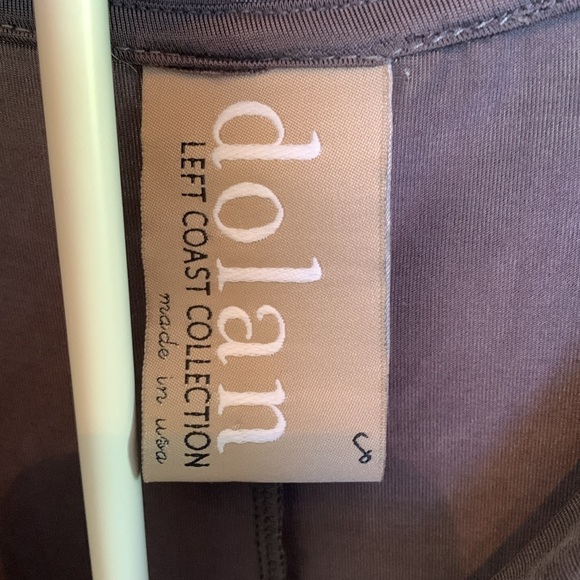 s
dolan
LEFT COAST COLLECTION
made in usa